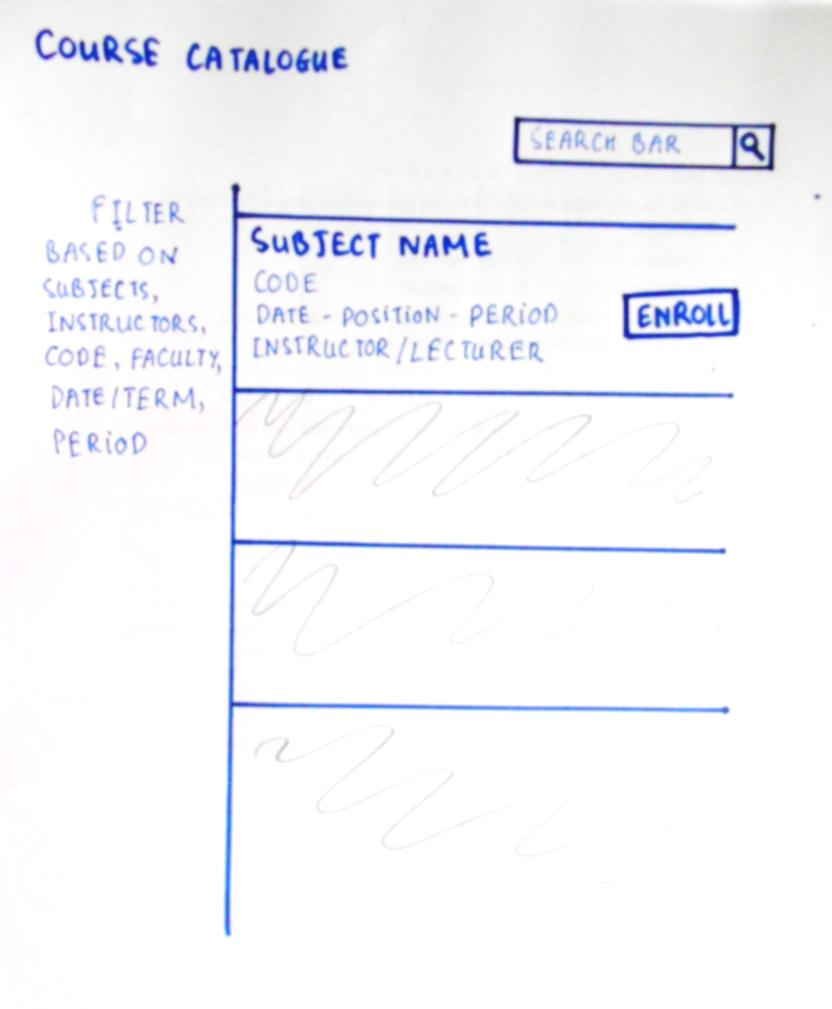 COURSE CATALOGUE
SEARCH BAR
FILTER
BASED ON
SUBJECTS,
INSTRUCTORS,
CODE, FACULTY,
DATE/TERM,
PERIOD
SUBJECT NAME
CODE
DATE - POSITION - PERIOD
INSTRUCTOR/LECTURER
ENROLL